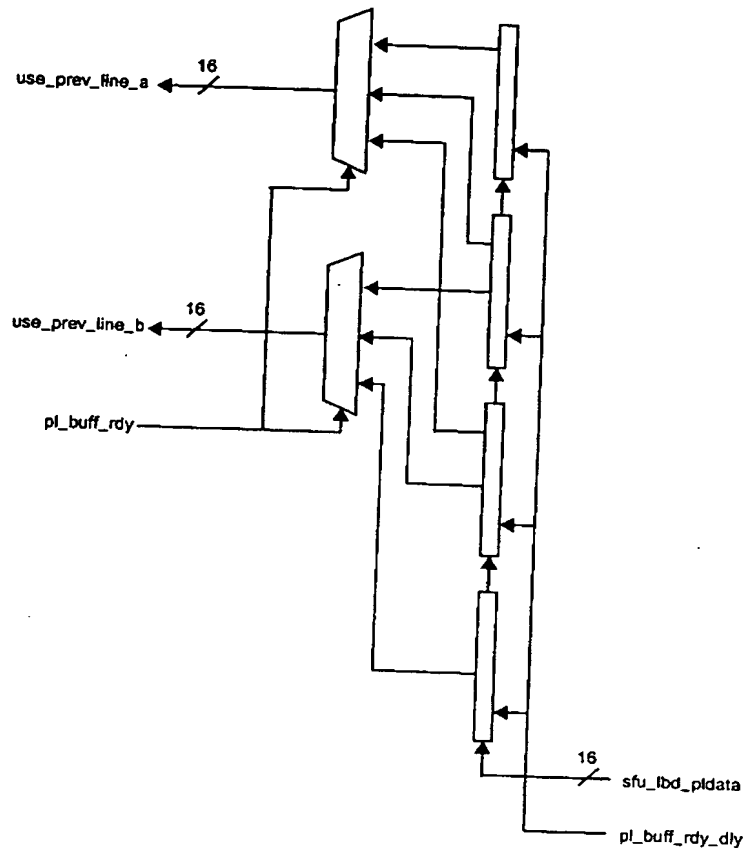 16
use_prev_line_a
16
use_prev_line_b
pl_buff_rdy
16
sfu_lbd_pldata
pl_buff_rdy_dly